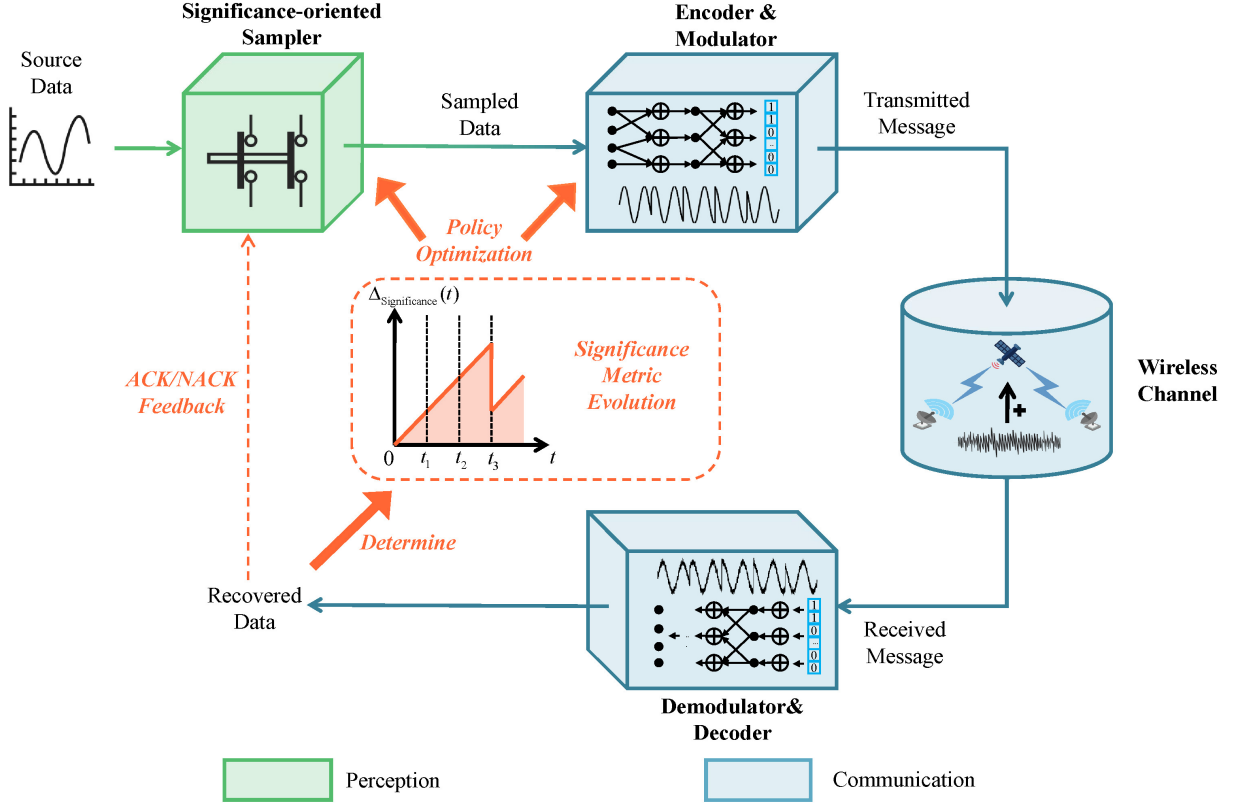 Significance-oriented
Sampler
Encoder &
Modulator
Source
Data
Sampled
Data
1
1
0
...
0
0
Transmitted
Message
Policy
Optimization
Δ_Significance(t)
Significance
Metric
Evolution
0
t₁
t₂
t₃
t
ACK/NACK
Feedback
+
Wireless
Channel
Determine
Recovered
Data
1
1
0
...
0
0
Received
Message
Demodulator&
Decoder
Perception
Communication